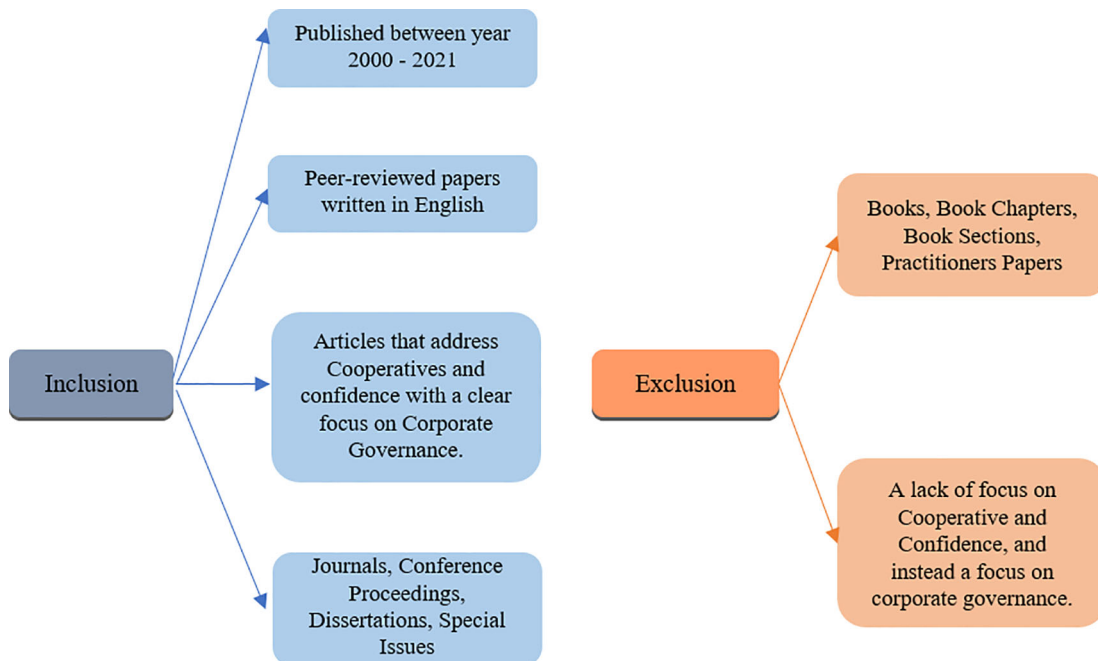 Published between year
2000 - 2021
Peer-reviewed papers
written in English
Inclusion
Articles that address
Cooperatives and
confidence with a clear
focus on Corporate
Governance.
Journals, Conference
Proceedings,
Dissertations, Special
Issues
Books, Book Chapters,
Book Sections,
Practitioners Papers
Exclusion
A lack of focus on
Cooperative and
Confidence, and
instead a focus on
corporate governance.